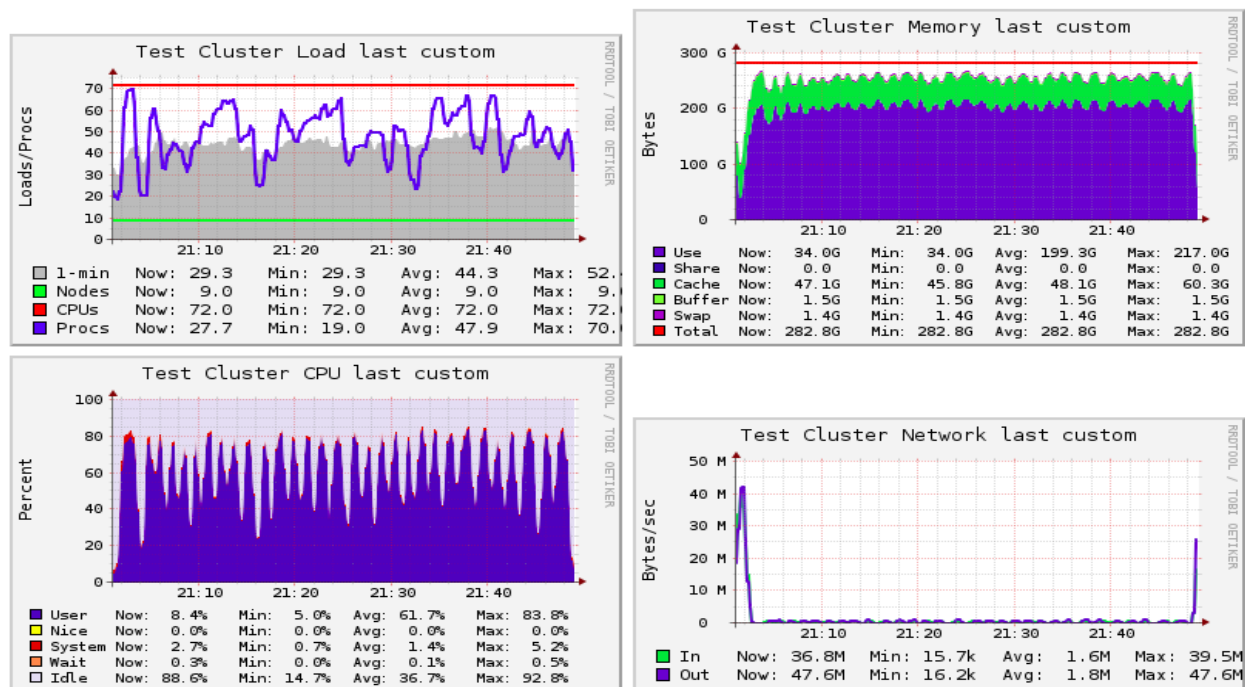 Test Cluster Load last custom
RRDTOOL / TOBI OETIKER
Loads/Procs
70
60
50
40
30
20
10
0
21:10 21:20 21:30 21:40
1-min Now: 29.3 Min: 29.3 Avg: 44.3 Max: 52.
Nodes Now: 9.0 Min: 9.0 Avg: 9.0 Max: 9.
CPUs Now: 72.0 Min: 72.0 Avg: 72.0 Max: 72.
Procs Now: 27.7 Min: 19.0 Avg: 47.9 Max: 70.
Test Cluster Memory last custom
RRDTOOL / TOBI OETIKER
Bytes
300 G
200 G
100 G
0
21:10 21:20 21:30 21:40
Use Now: 34.0G Min: 34.0G Avg: 199.3G Max: 217.0G
Share Now: 0.0 Min: 0.0 Avg: 0.0 Max: 0.0
Cache Now: 47.1G Min: 45.8G Avg: 48.1G Max: 60.3G
Buffer Now: 1.5G Min: 1.5G Avg: 1.5G Max: 1.5G
Swap Now: 1.4G Min: 1.4G Avg: 1.4G Max: 1.4G
Total Now: 282.8G Min: 282.8G Avg: 282.8G Max: 282.8G
Test Cluster CPU last custom
RRDTOOL / TOBI OETIKER
Percent
100
80
60
40
20
0
21:10 21:20 21:30 21:40
User Now: 8.4% Min: 5.0% Avg: 61.7% Max: 83.8%
Nice Now: 0.0% Min: 0.0% Avg: 0.0% Max: 0.0%
System Now: 2.7% Min: 0.7% Avg: 1.4% Max: 5.2%
Wait Now: 0.3% Min: 0.0% Avg: 0.1% Max: 0.5%
Idle Now: 88.6% Min: 14.7% Avg: 36.7% Max: 92.8%
Test Cluster Network last custom
RRDTOOL / TOBI OETIKER
Bytes/sec
50 M
40 M
30 M
20 M
10 M
0
21:10 21:20 21:30 21:40
In Now: 36.8M Min: 15.7k Avg: 1.6M Max: 39.5M
Out Now: 47.6M Min: 16.2k Avg: 1.8M Max: 47.6M